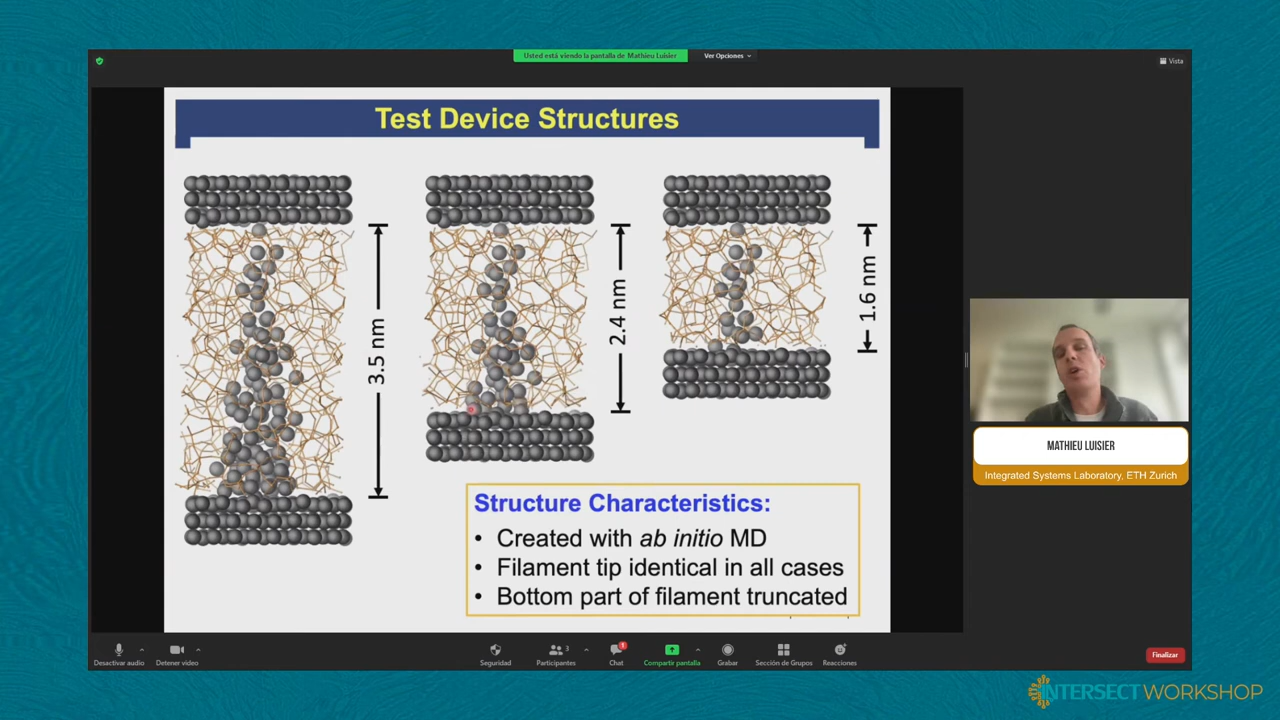 Usted está viendo la pantalla de Mathieu Luisier
Ver Opciones
Vista
Test Device Structures
3.5 nm
2.4 nm
1.6 nm
Structure Characteristics:
• Created with ab initio MD
• Filament tip identical in all cases
• Bottom part of filament truncated
MATHIEU LUISIER
Integrated Systems Laboratory, ETH Zurich
Desactivar audio
Detener video
Seguridad
Participantes
3
Chat
1
Compartir pantalla
Grabar
Sección de Grupos
Reacciones
Finalizar
INTERSECT WORKSHOP